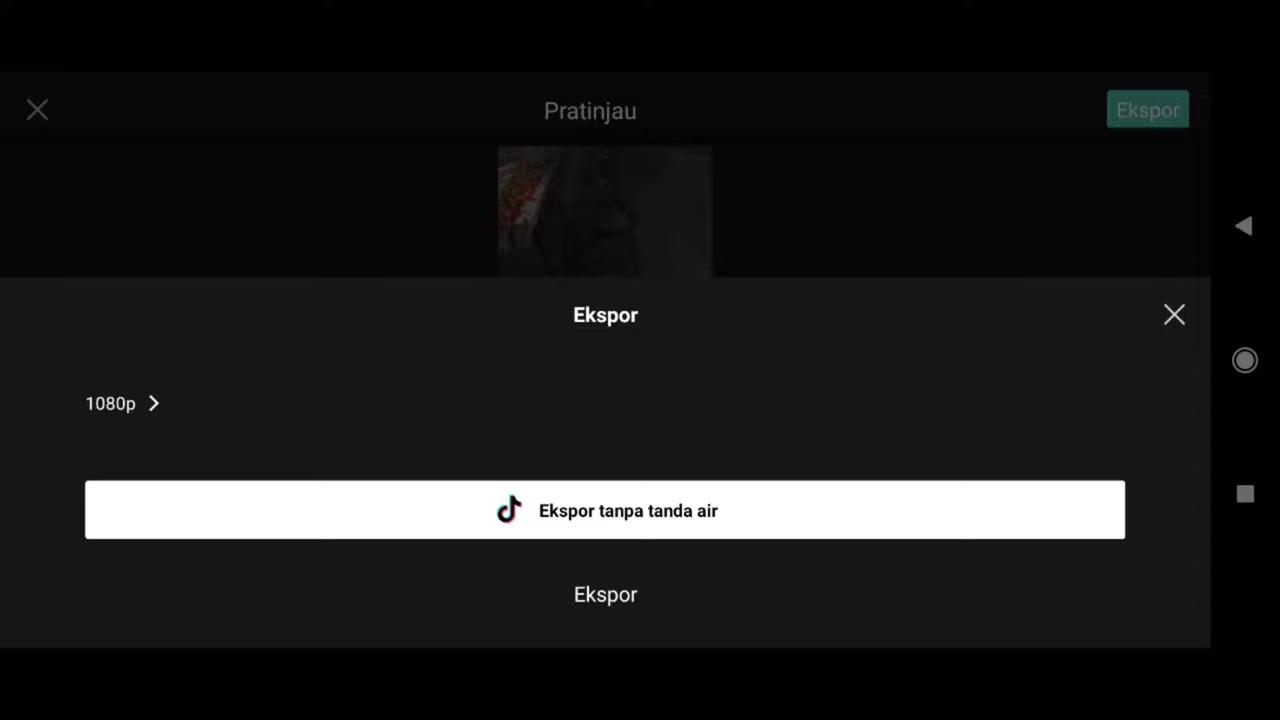 Pratinjau
Ekspor
Ekspor
1080p
Ekspor tanpa tanda air
Ekspor